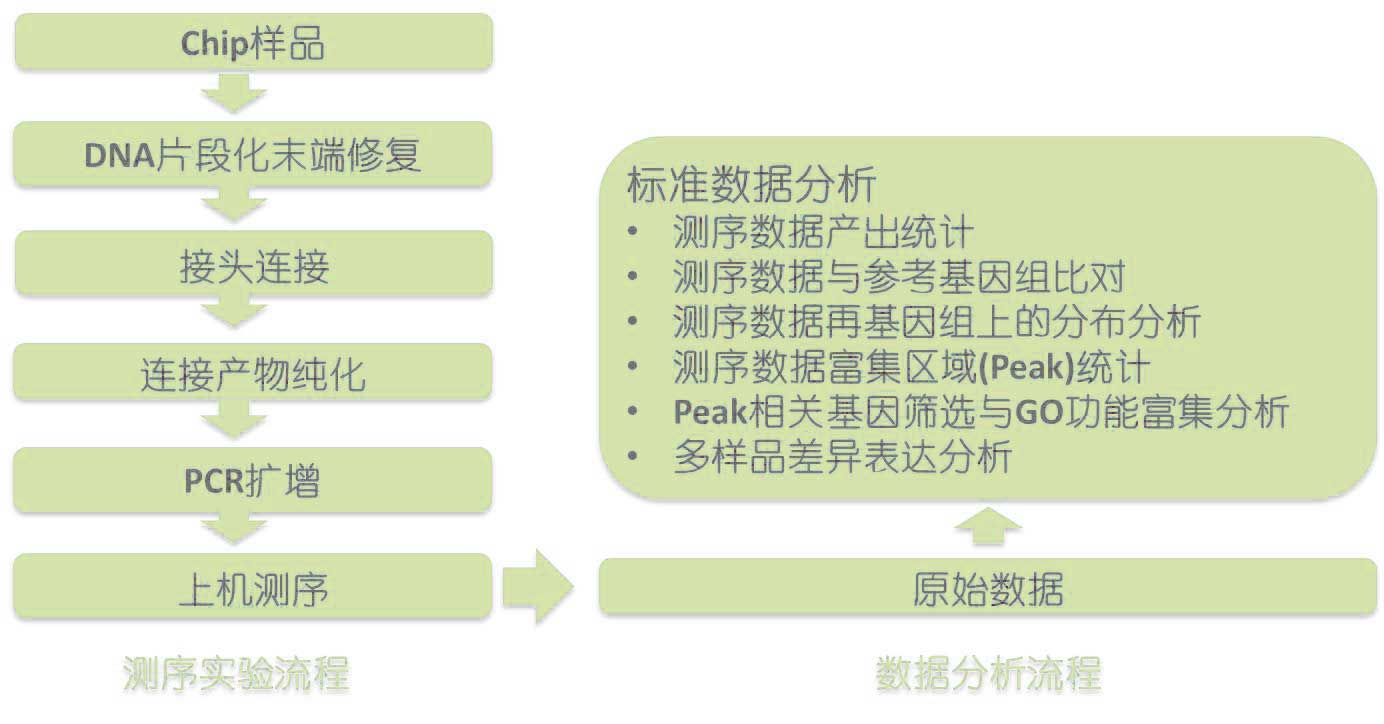 Chip样品
DNA片段化末端修复
接头连接
连接产物纯化
PCR扩增
上机测序
测序实验流程
标准数据分析
• 测序数据产出统计
• 测序数据与参考基因组比对
• 测序数据再基因组上的分布分析
• 测序数据富集区域(Peak)统计
• Peak相关基因筛选与GO功能富集分析
• 多样品差异表达分析
原始数据
数据分析流程